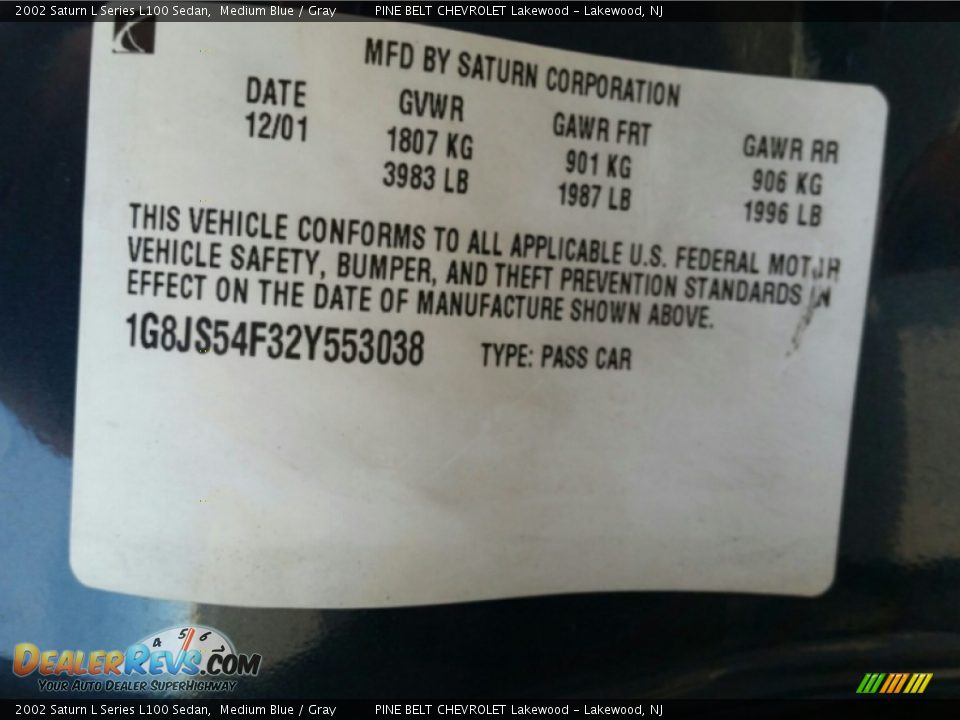 2002 Saturn L Series L100 Sedan, Medium Blue / Gray PINE BELT CHEVROLET Lakewood - Lakewood, NJ
MFD BY SATURN CORPORATION
DATE GVWR GAWR FRT GAWR RR
12/01 1807 KG 901 KG 906 KG
3983 LB 1987 LB 1996 LB
THIS VEHICLE CONFORMS TO ALL APPLICABLE U.S. FEDERAL MOTOR
VEHICLE SAFETY, BUMPER, AND THEFT PREVENTION STANDARDS IN
EFFECT ON THE DATE OF MANUFACTURE SHOWN ABOVE.
1G8JS54F32Y553038 TYPE: PASS CAR
4 5 6
DEALERREVS.COM
YOUR AUTO DEALER SUPERHIGHWAY
2002 Saturn L Series L100 Sedan, Medium Blue / Gray PINE BELT CHEVROLET Lakewood - Lakewood, NJ